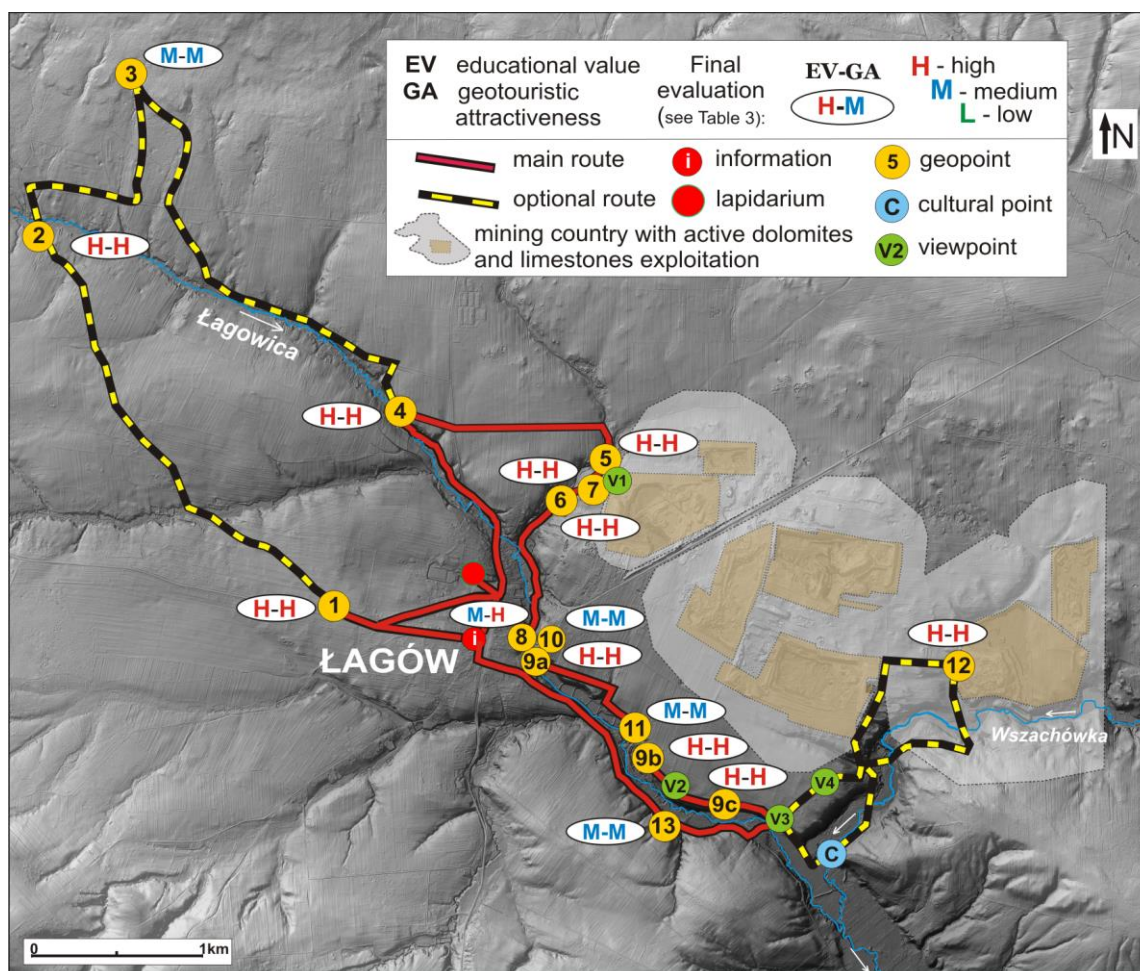 EV educational value
GA geotouristic
attractiveness
Final
evaluation
(see Table 3):
EV-GA
H-M
H - high
M - medium
L - low
N
main route
optional route
mining country with active dolomites
and limestones exploitation
i information
lapidarium
5 geopoint
C cultural point
V2 viewpoint
3
M-M
2
H-H
Łagowica
H-H
4
H-H
5
H-H
7
V1
6
H-H
H-H
1
M-H
i
ŁAGÓW
8
10
M-M
9a
H-H
H-H
12
Wszachówka
M-M
11
9b
H-H
H-H
V2
9c
V4
V3
M-M
13
C
0
1km